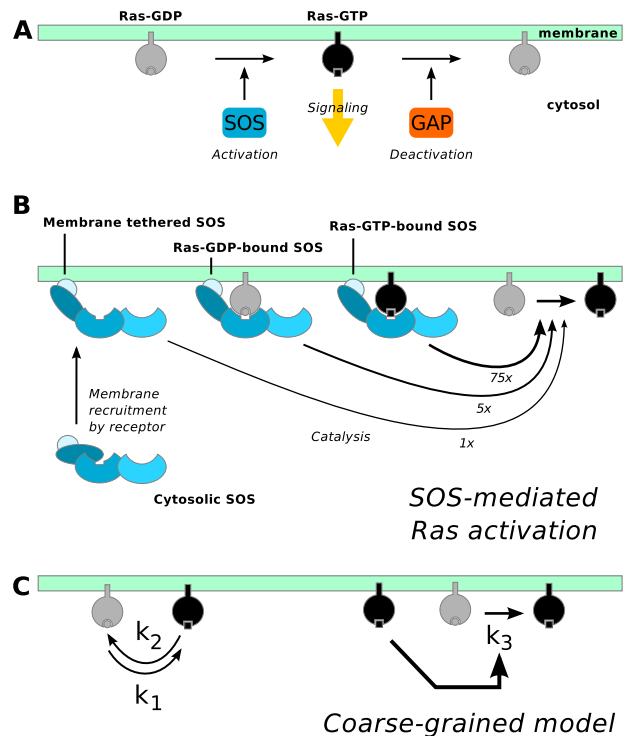 A
Ras-GDP
Ras-GTP
membrane
Signaling
cytosol
SOS
GAP
Activation
Deactivation
B
Membrane tethered SOS
Ras-GDP-bound SOS
Ras-GTP-bound SOS
75x
5x
1x
Membrane
recruitment
by receptor
Catalysis
Cytosolic SOS
SOS-mediated
Ras activation
C
k2
k1
k3
Coarse-grained model